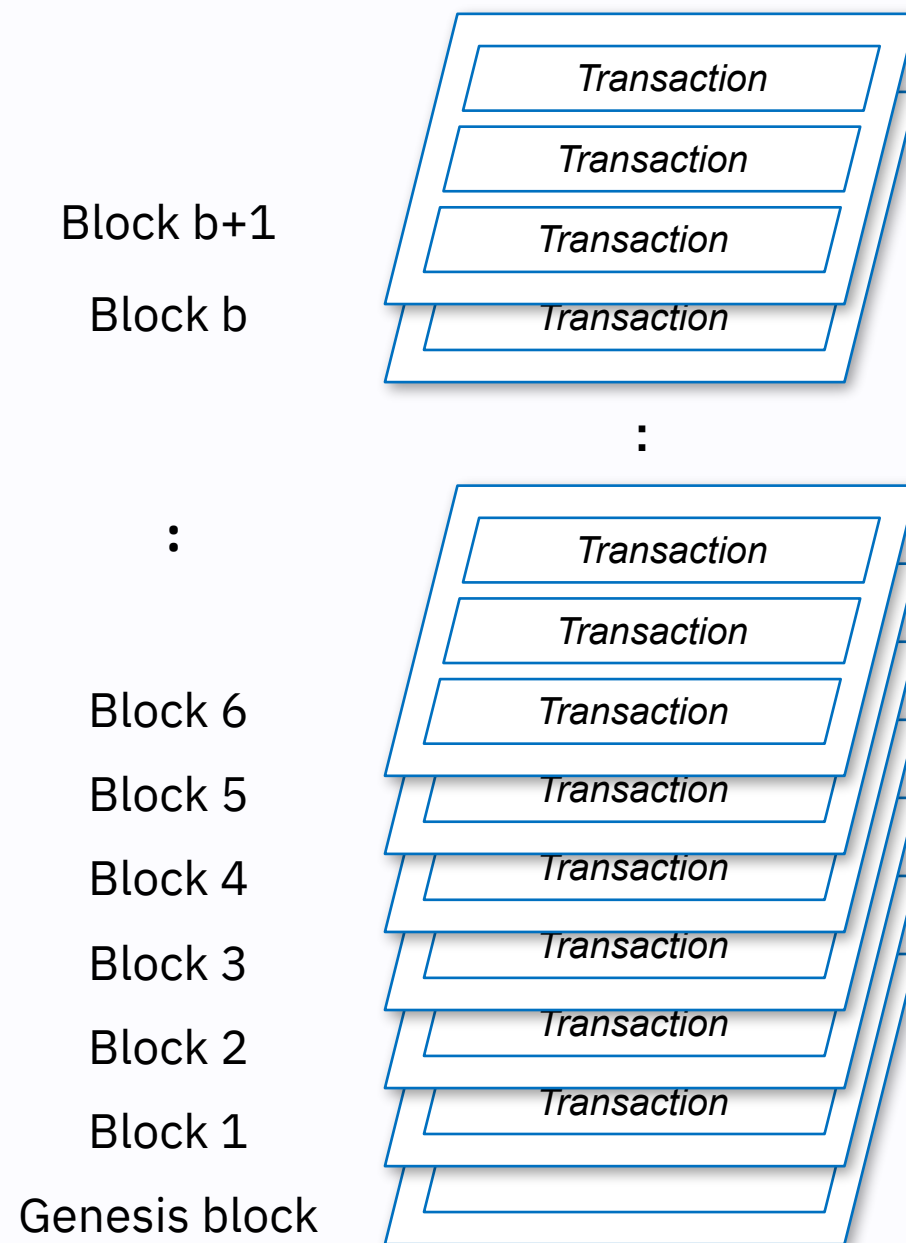 Transaction
Transaction
Block b+1
Transaction
Block b
Transaction
:
:
Transaction
Transaction
Block 6
Transaction
Block 5
Transaction
Block 4
Transaction
Block 3
Transaction
Block 2
Transaction
Block 1
Transaction
Genesis block